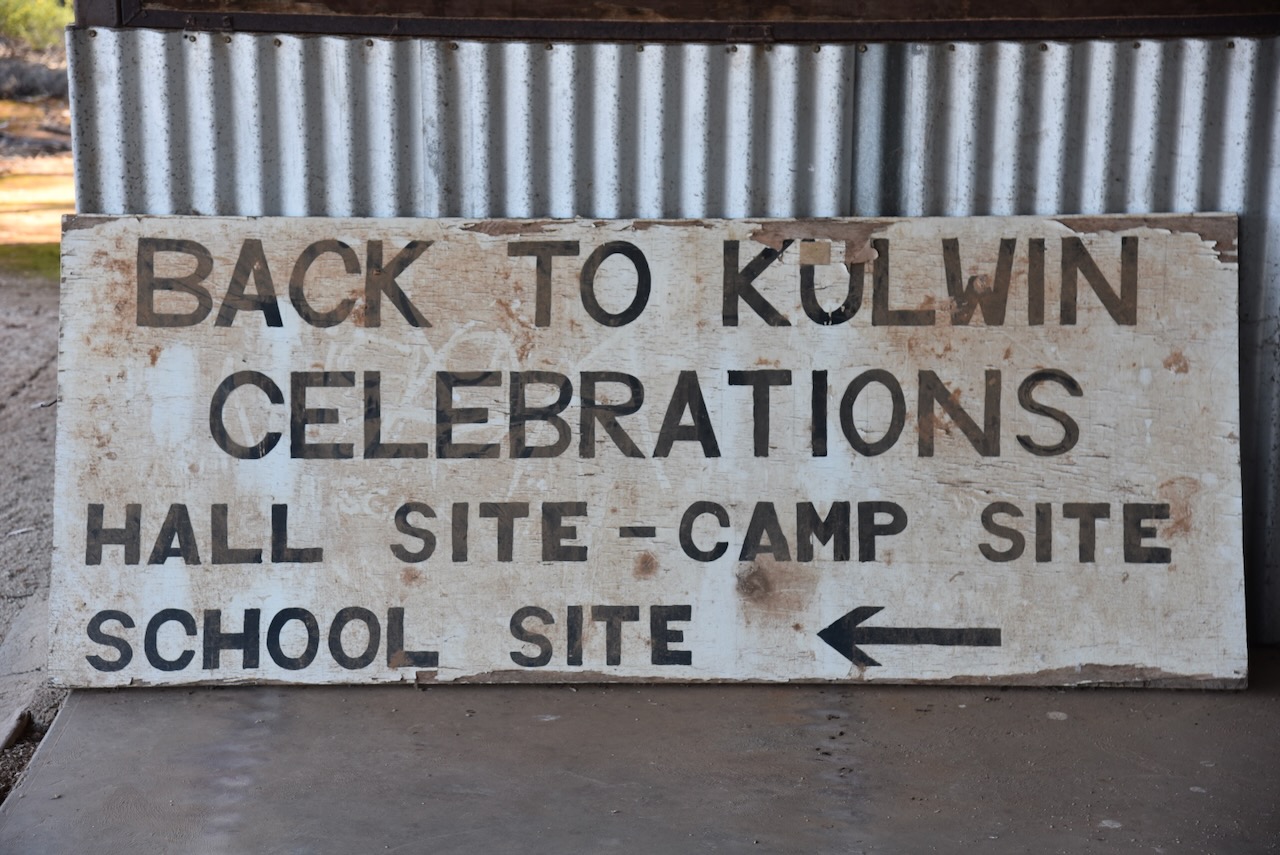 BACK TO KULWIN
CELEBRATIONS
HALL SITE - CAMP SITE
SCHOOL SITE ←